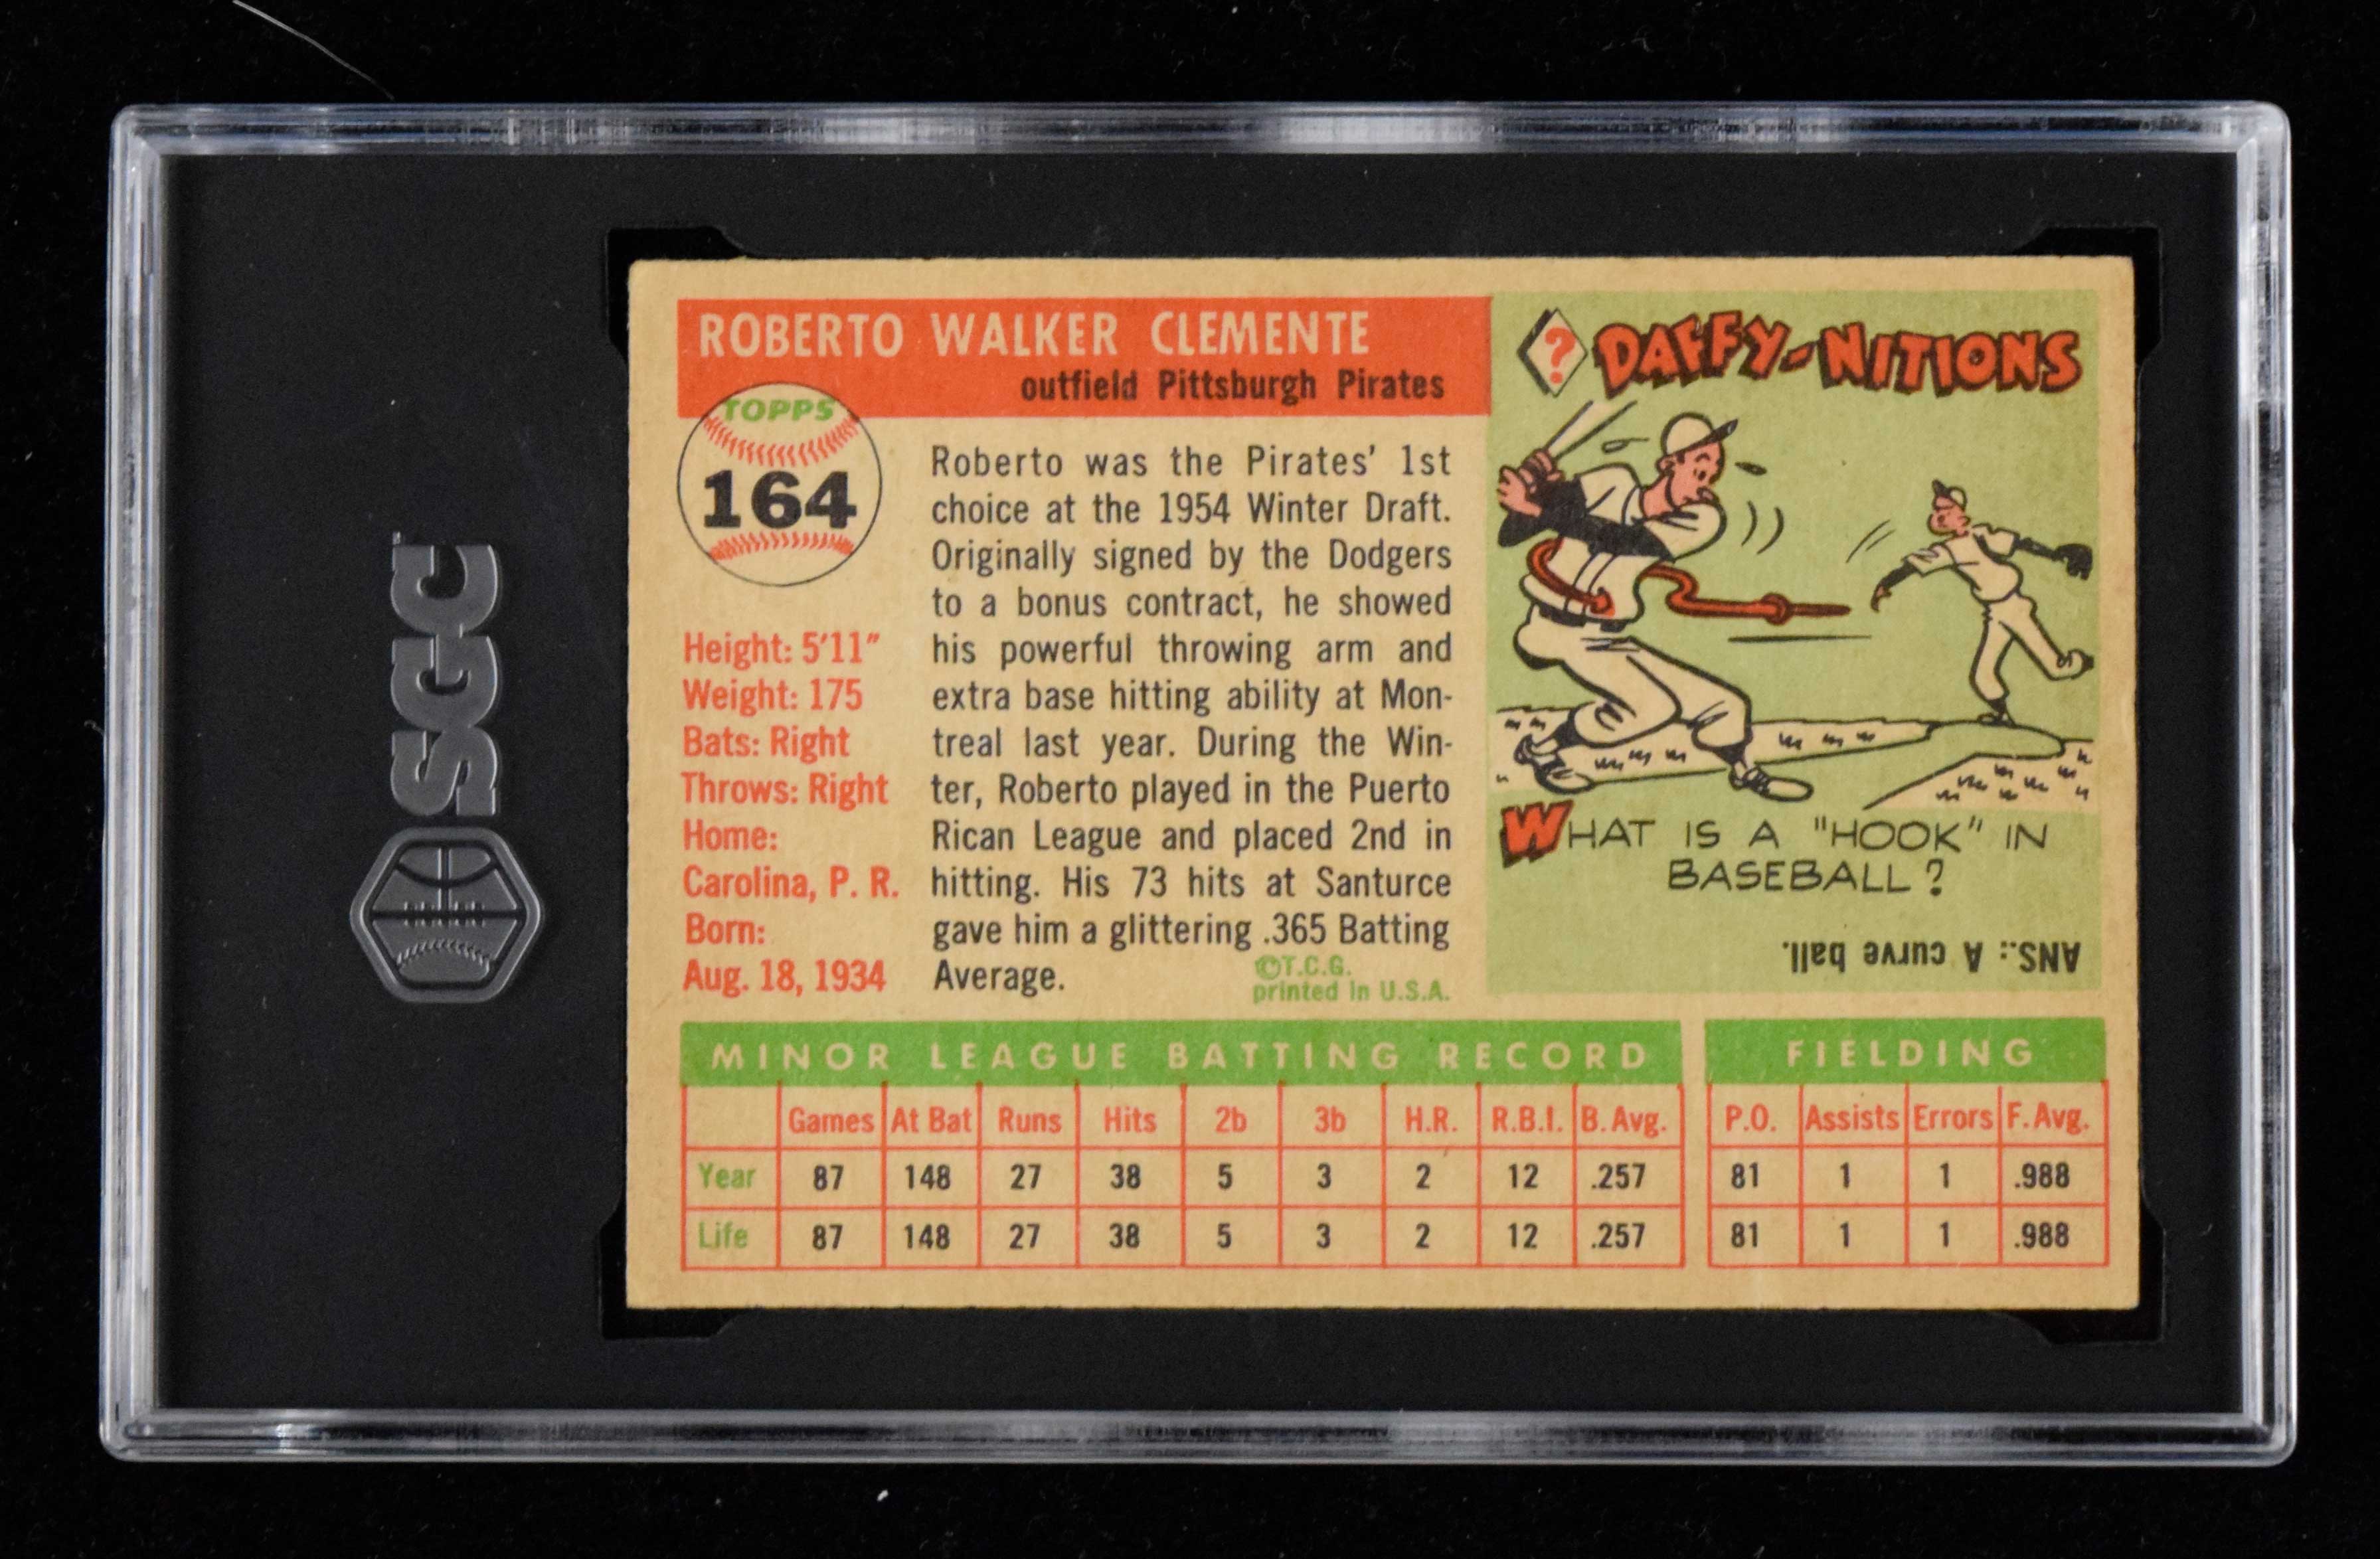 SGC
ROBERTO WALKER CLEMENTE
outfield Pittsburgh Pirates
TOPPS
164
Height: 5'11"
Weight: 175
Bats: Right
Throws: Right
Home:
Carolina, P. R.
Born:
Aug. 18, 1934
Roberto was the Pirates' 1st
choice at the 1954 Winter Draft.
Originally signed by the Dodgers
to a bonus contract, he showed
his powerful throwing arm and
extra base hitting ability at Mon-
treal last year. During the Win-
ter, Roberto played in the Puerto
Rican League and placed 2nd in
hitting. His 73 hits at Santurce
gave him a glittering .365 Batting
Average.
©T.C.G.
printed in U.S.A.
? DAFFY-NITIONS
WHAT IS A "HOOK" IN
BASEBALL?
ANS.: A curve ball.
MINOR LEAGUE BATTING RECORD
Games At Bat Runs Hits 2b 3b H.R. R.B.I. B. Avg.
Year 87 148 27 38 5 3 2 12 .257
Life 87 148 27 38 5 3 2 12 .257
FIELDING
P.O. Assists Errors F. Avg.
81 1 1 .988
81 1 1 .988